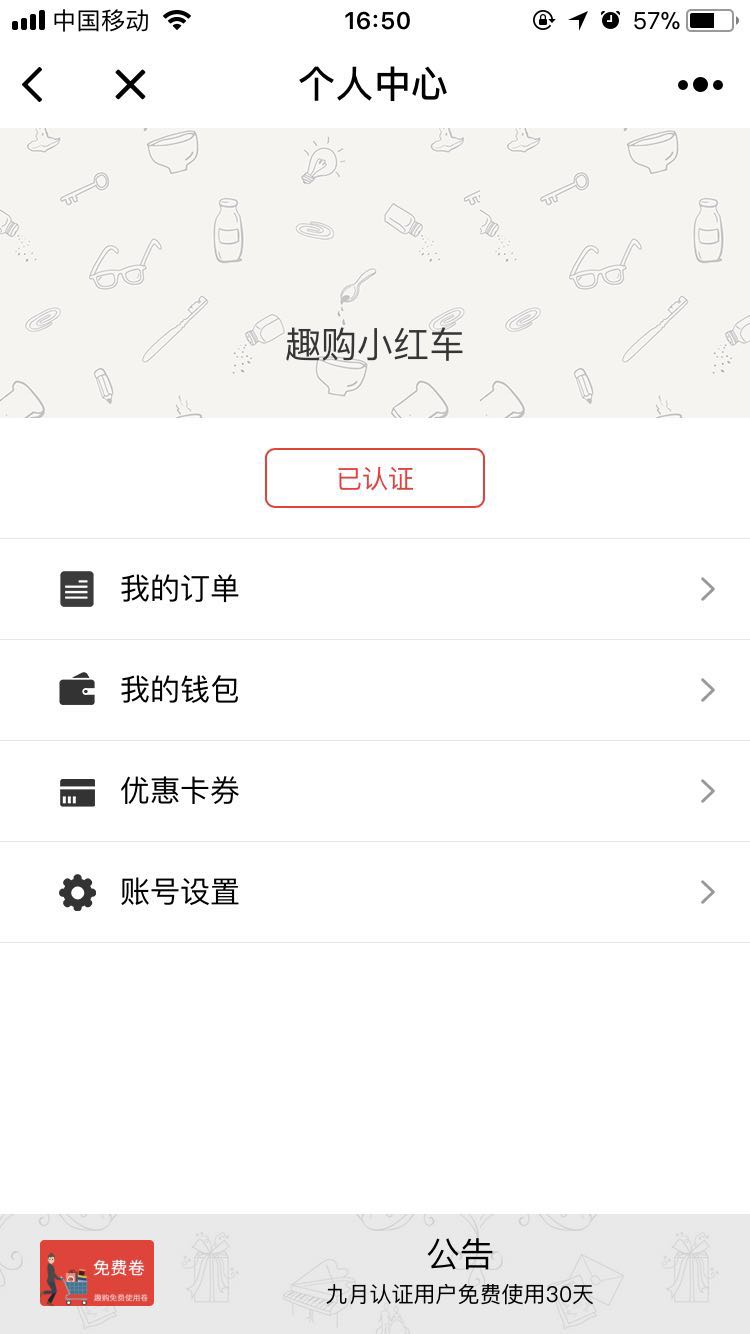 中国移动 16:50 57%
个人中心
趣购小红车
已认证
我的订单
我的钱包
优惠卡券
账号设置
免费卷
趣购免费使用卷
公告
九月认证用户免费使用30天